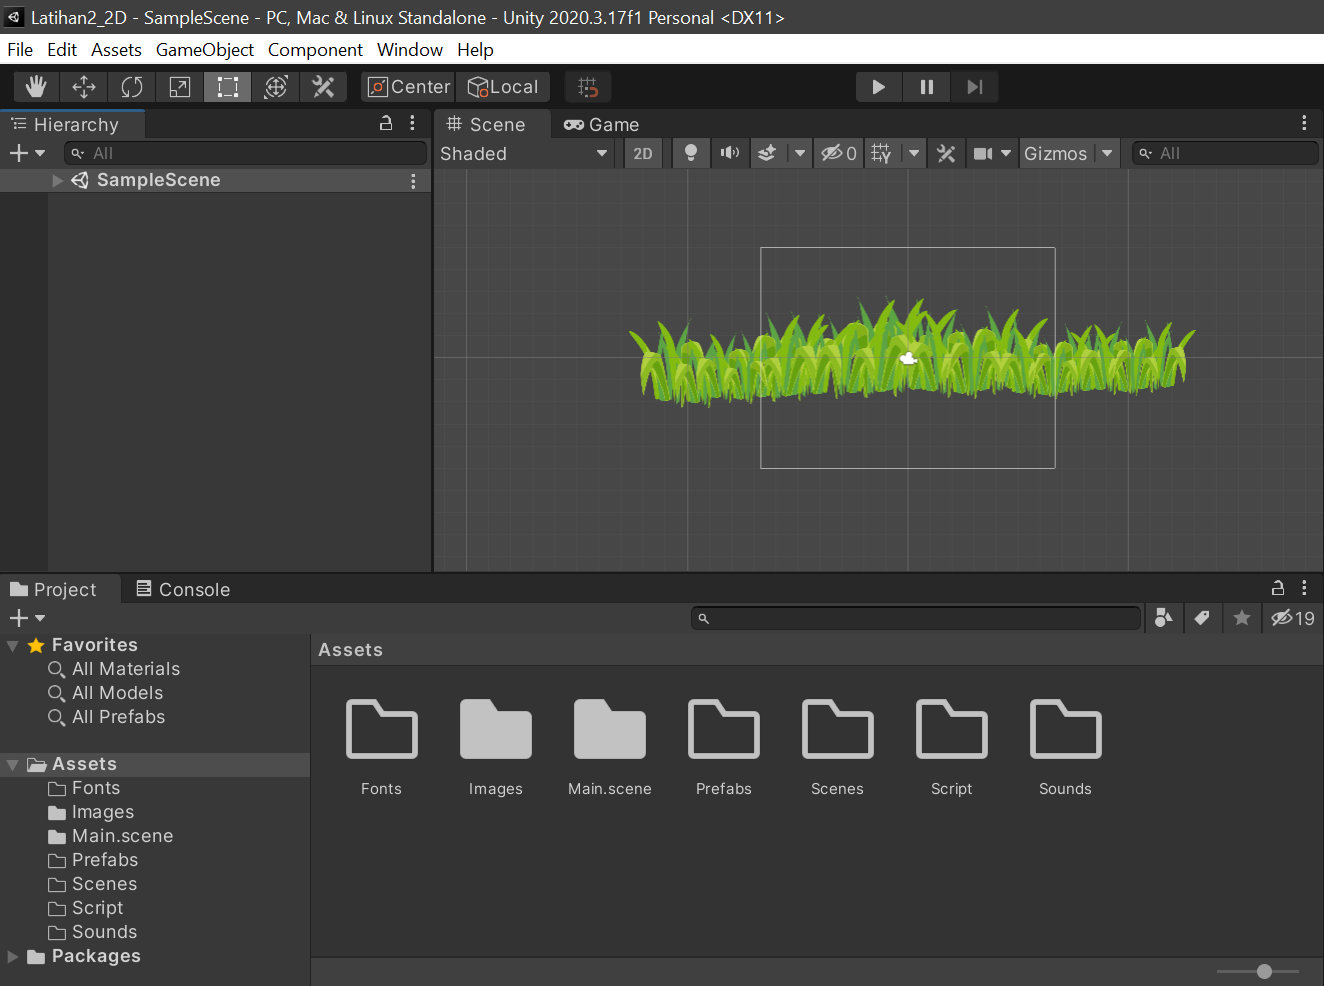 Latihan2_2D - SampleScene - PC, Mac & Linux Standalone - Unity 2020.3.17f1 Personal <DX11>
File Edit Assets GameObject Component Window Help
Center Local
Hierarchy
All
SampleScene
Scene Game
Shaded 2D 0 Gizmos All
Project Console
19
Favorites
All Materials
All Models
All Prefabs
Assets
Fonts
Images
Main.scene
Prefabs
Scenes
Script
Sounds
Packages
Assets
Fonts Images Main.scene Prefabs Scenes Script Sounds